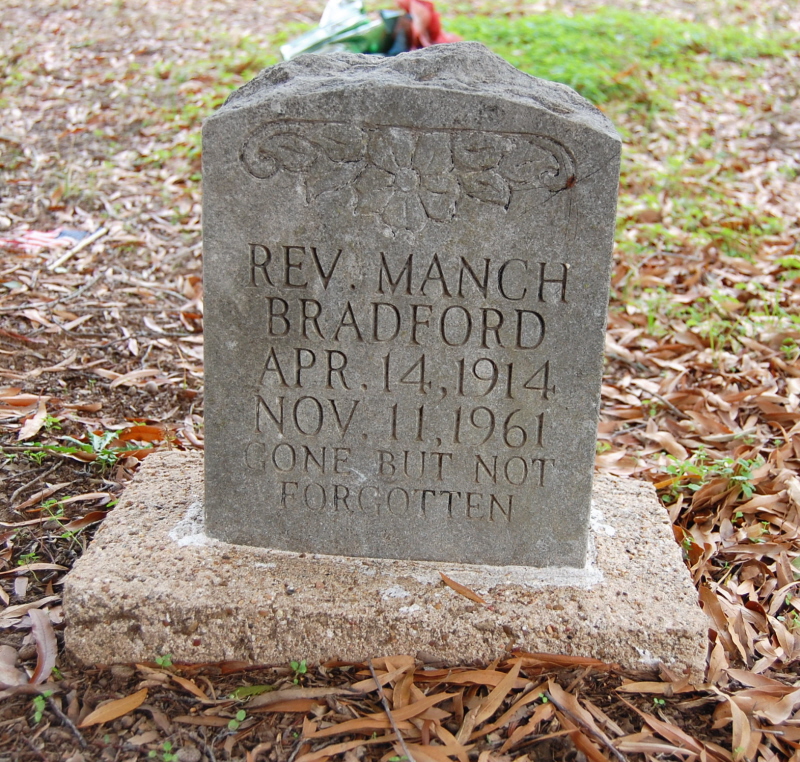 REV. MANCH
BRADFORD
APR. 14, 1914
NOV. 11, 1961
GONE BUT NOT
FORGOTTEN